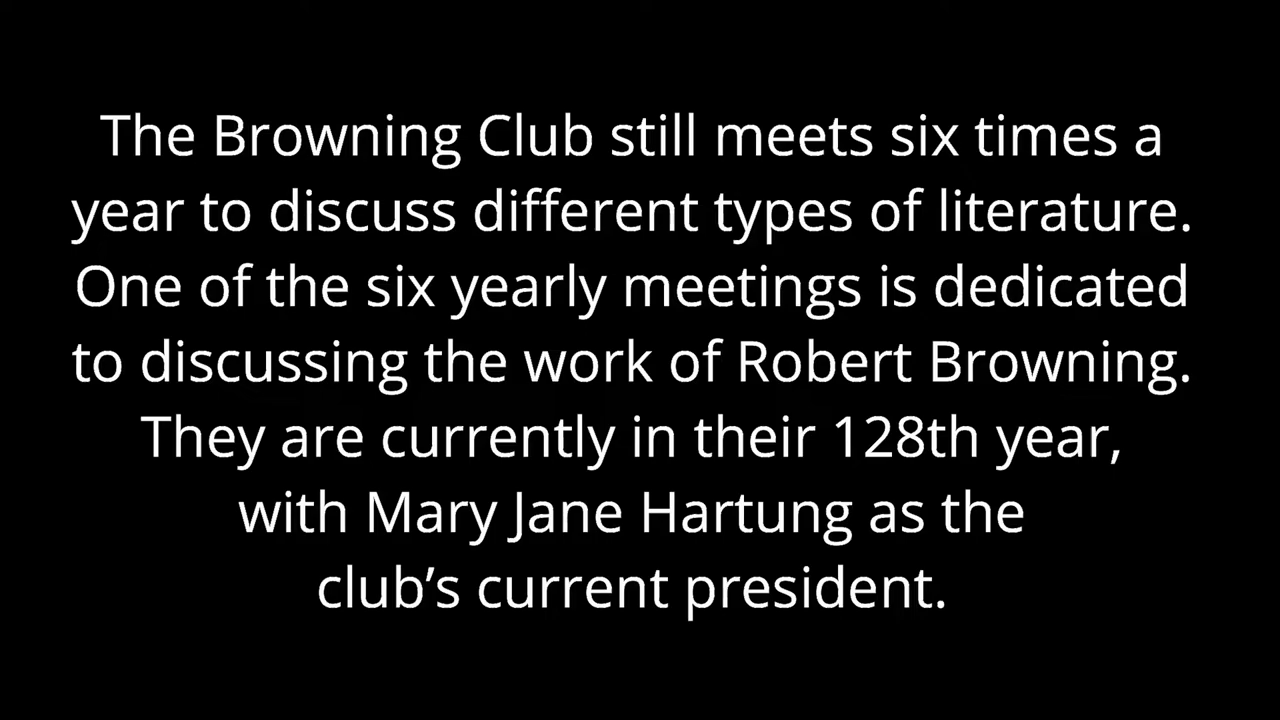 The Browning Club still meets six times a
year to discuss different types of literature.
One of the six yearly meetings is dedicated
to discussing the work of Robert Browning.
They are currently in their 128th year,
with Mary Jane Hartung as the
club’s current president.